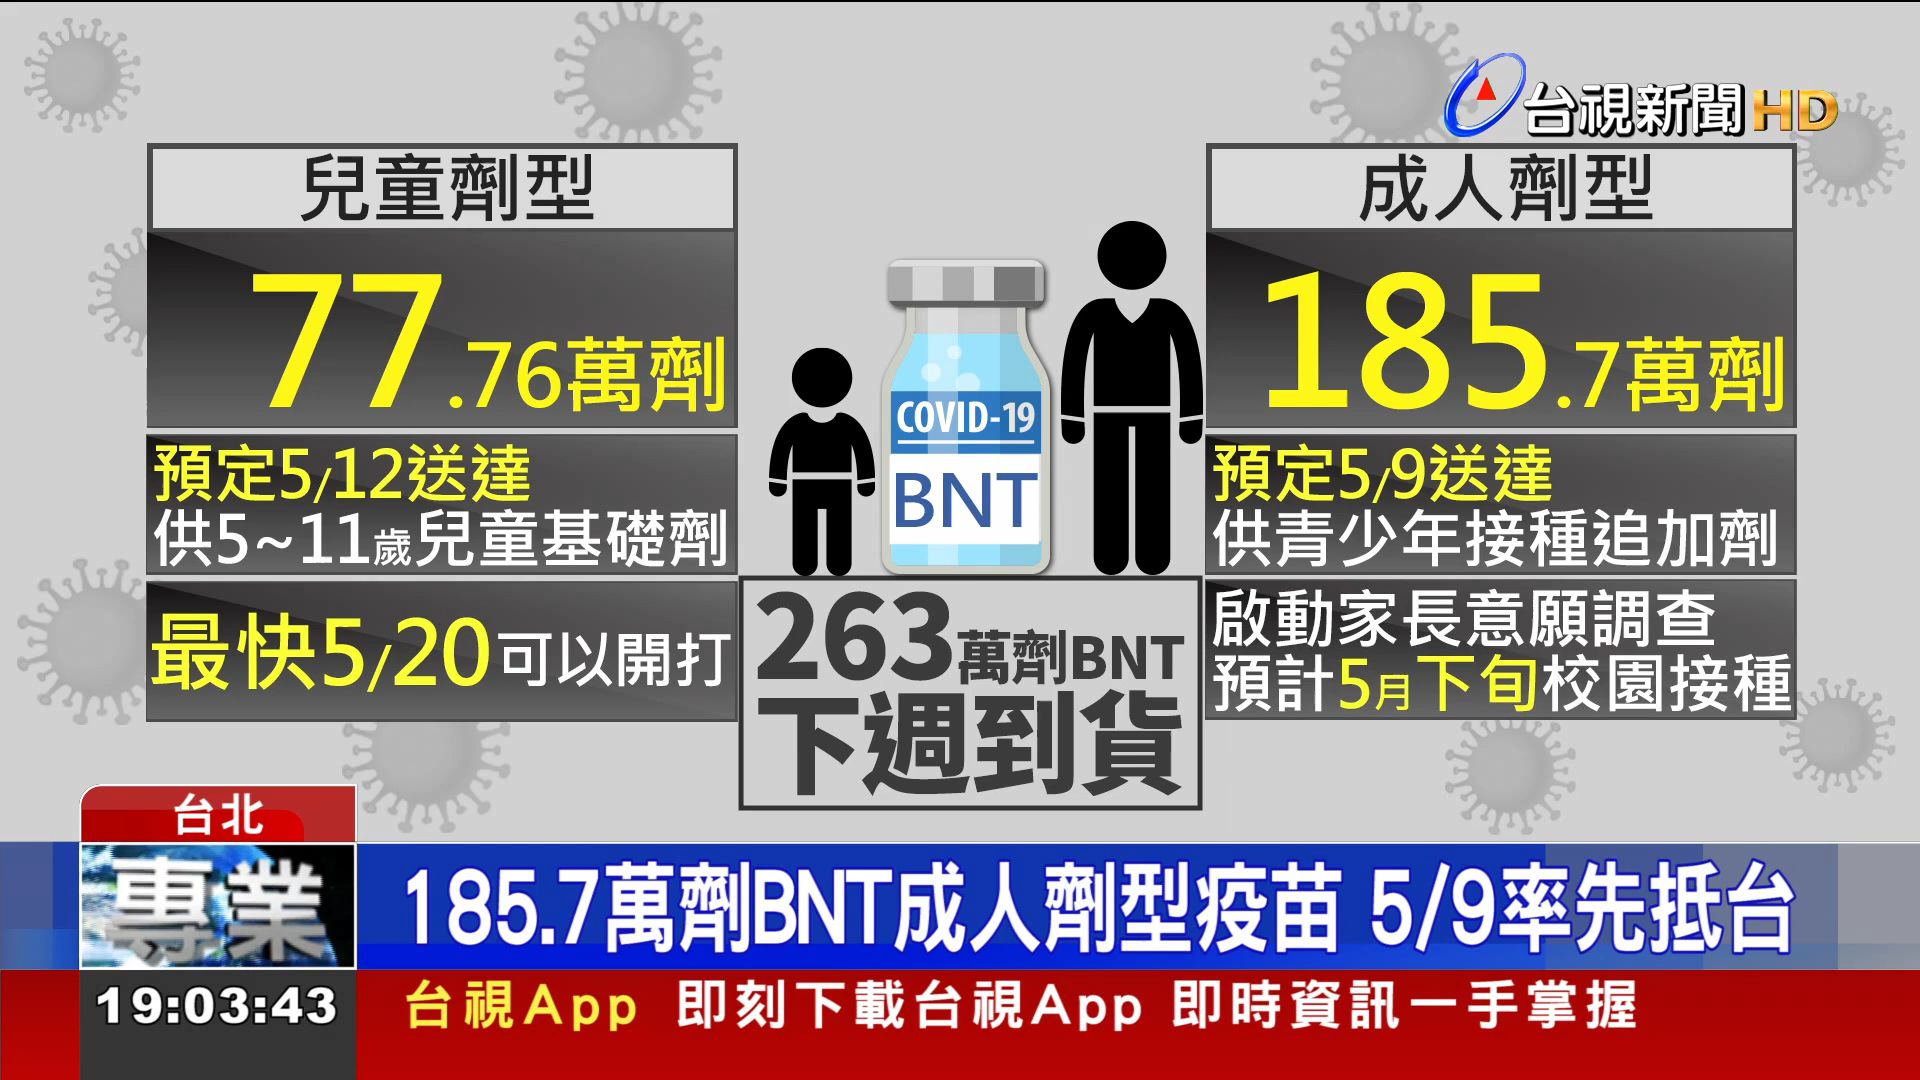 台視新聞HD
兒童劑型
77.76萬劑
預定5/12送達
供5~11歲兒童基礎劑
最快5/20可以開打
COVID-19
BNT
263萬劑BNT
下週到貨
成人劑型
185.7萬劑
預定5/9送達
供青少年接種追加劑
啟動家長意願調查
預計5月下旬校園接種
台北
專業
185.7萬劑BNT成人劑型疫苗 5/9率先抵台
19:03:43
台視App 即刻下載台視App 即時資訊一手掌握